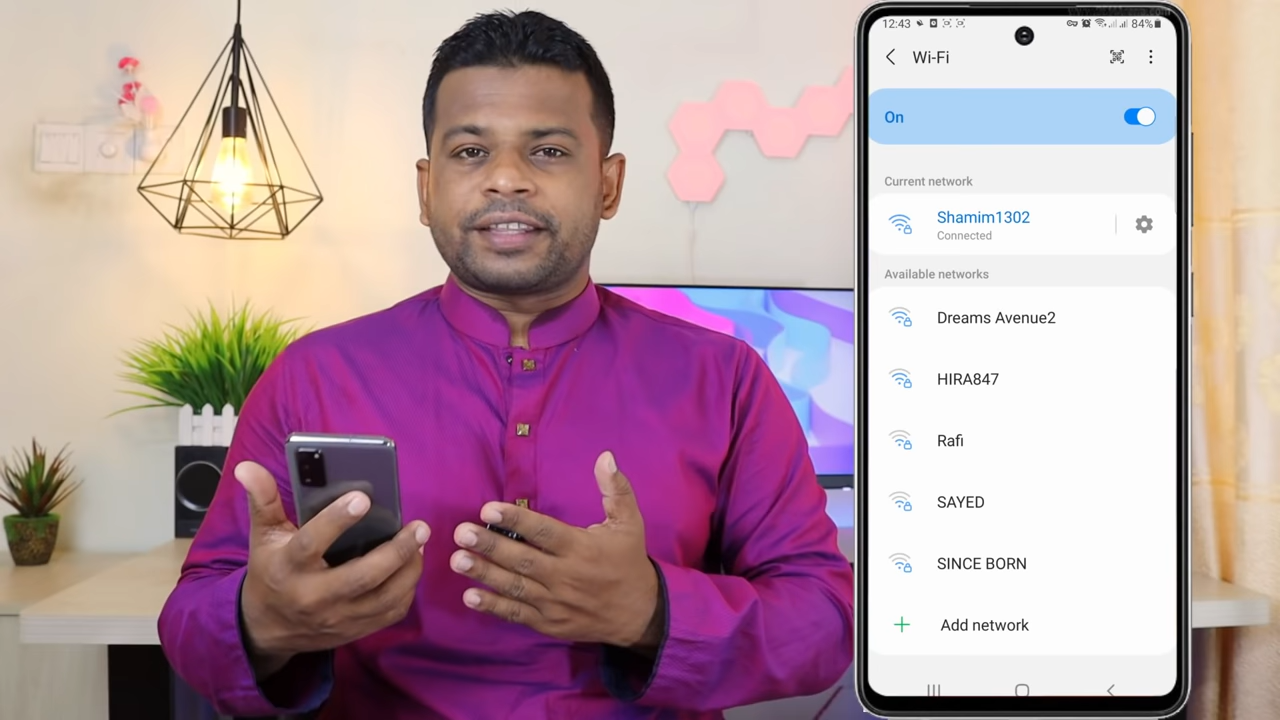 12:43
84%
Wi-Fi
On
Current network
Shamim1302
Connected
Available networks
Dreams Avenue2
HIRA847
Rafi
SAYED
SINCE BORN
Add network